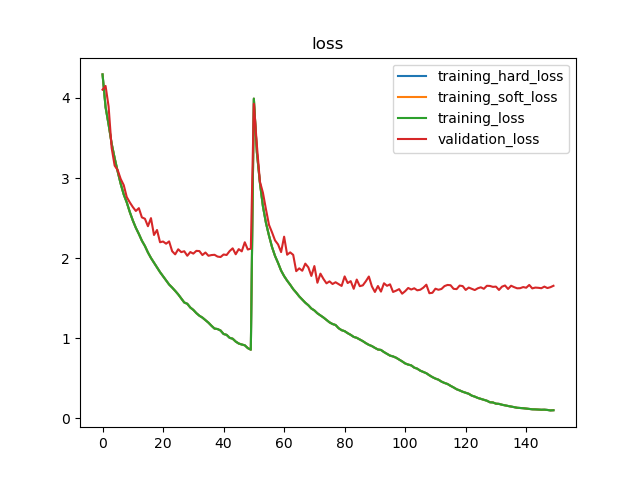 loss
training_hard_loss
training_soft_loss
training_loss
validation_loss
4
3
2
1
0
0 20 40 60 80 100 120 140